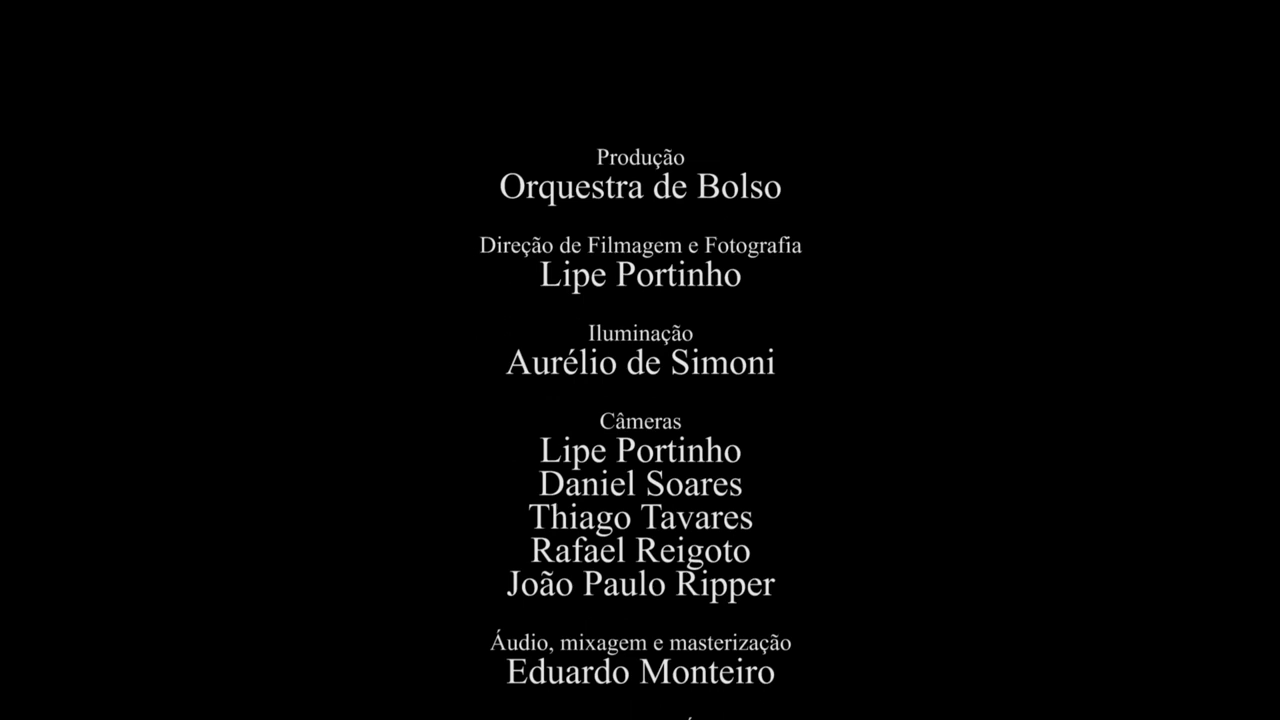 Produção
Orquestra de Bolso
Direção de Filmagem e Fotografia
Lipe Portinho
Iluminação
Aurélio de Simoni
Câmeras
Lipe Portinho
Daniel Soares
Thiago Tavares
Rafael Reigoto
João Paulo Ripper
Áudio, mixagem e masterização
Eduardo Monteiro